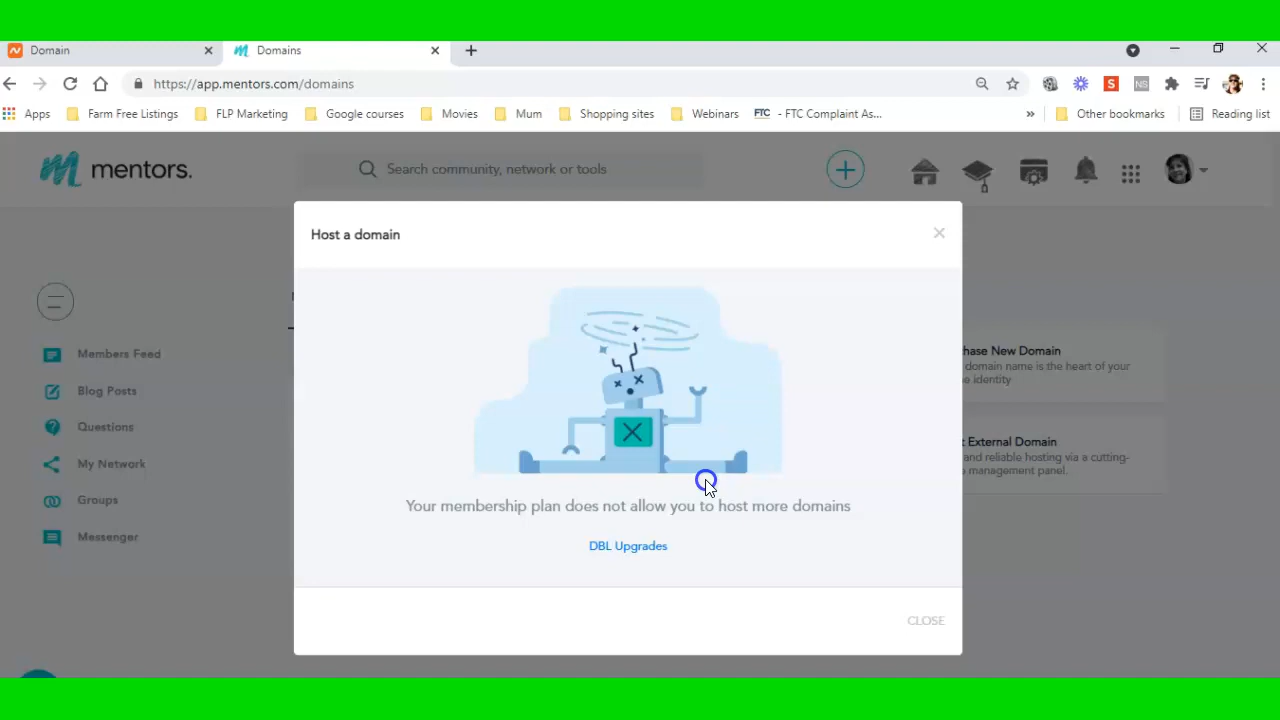 Domain
Domains
https://app.mentors.com/domains
S
NS
Apps
Farm Free Listings
FLP Marketing
Google courses
Movies
Mum
Shopping sites
Webinars
FTC
- FTC Complaint As...
»
Other bookmarks
Reading list
mentors.
Search community, network or tools
Host a domain
Members Feed
Blog Posts
Questions
My Network
Groups
Messenger
hase New Domain
domain name is the heart of your
e identity
t External Domain
and reliable hosting via a cutting-
management panel.
Your membership plan does not allow you to host more domains
DBL Upgrades
CLOSE